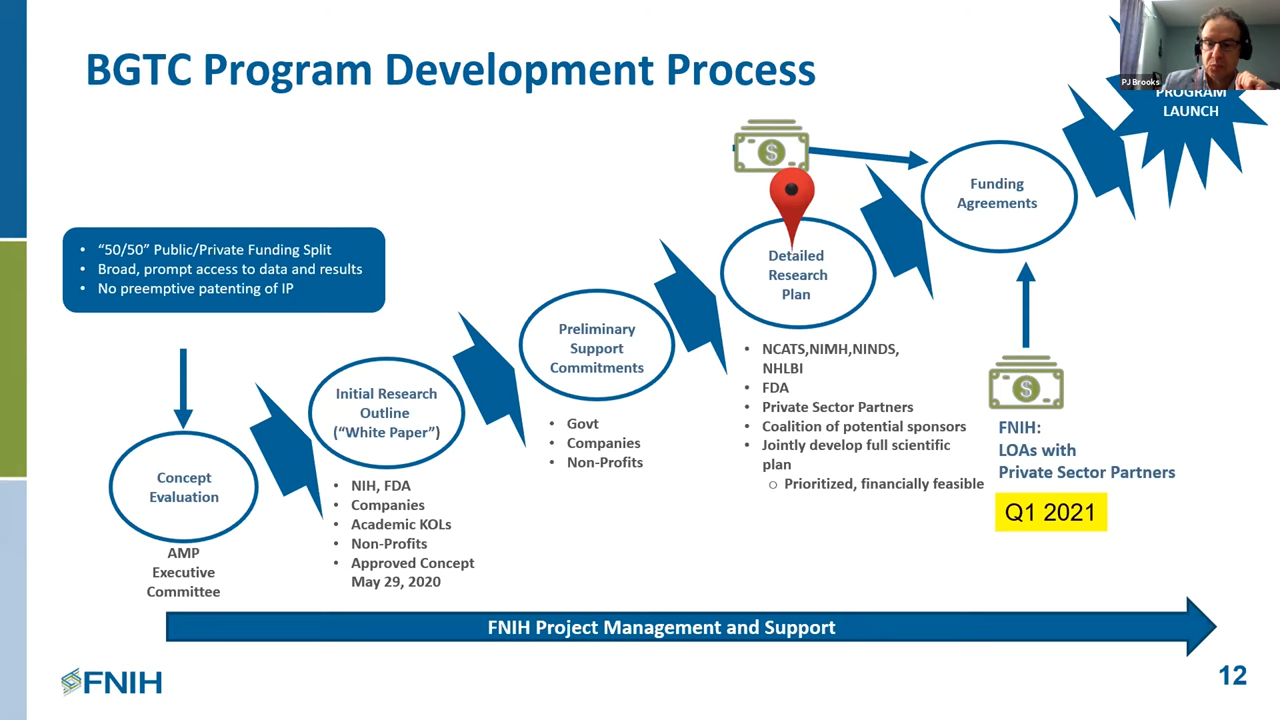 BGTC Program Development Process
PJ Brooks
PROGRAM
LAUNCH
$
Funding
Agreements
• "50/50" Public/Private Funding Split
• Broad, prompt access to data and results
• No preemptive patenting of IP
Detailed
Research
Plan
Preliminary
Support
Commitments
Initial Research
Outline
("White Paper")
Concept
Evaluation
AMP
Executive
Committee
• NIH, FDA
• Companies
• Academic KOLs
• Non-Profits
• Approved Concept
May 29, 2020
• Govt
• Companies
• Non-Profits
• NCATS,NIMH,NINDS,
NHLBI
• FDA
• Private Sector Partners
• Coalition of potential sponsors
• Jointly develop full scientific
plan
o Prioritized, financially feasible
$
FNIH:
LOAs with
Private Sector Partners
Q1 2021
FNIH Project Management and Support
FNIH
12